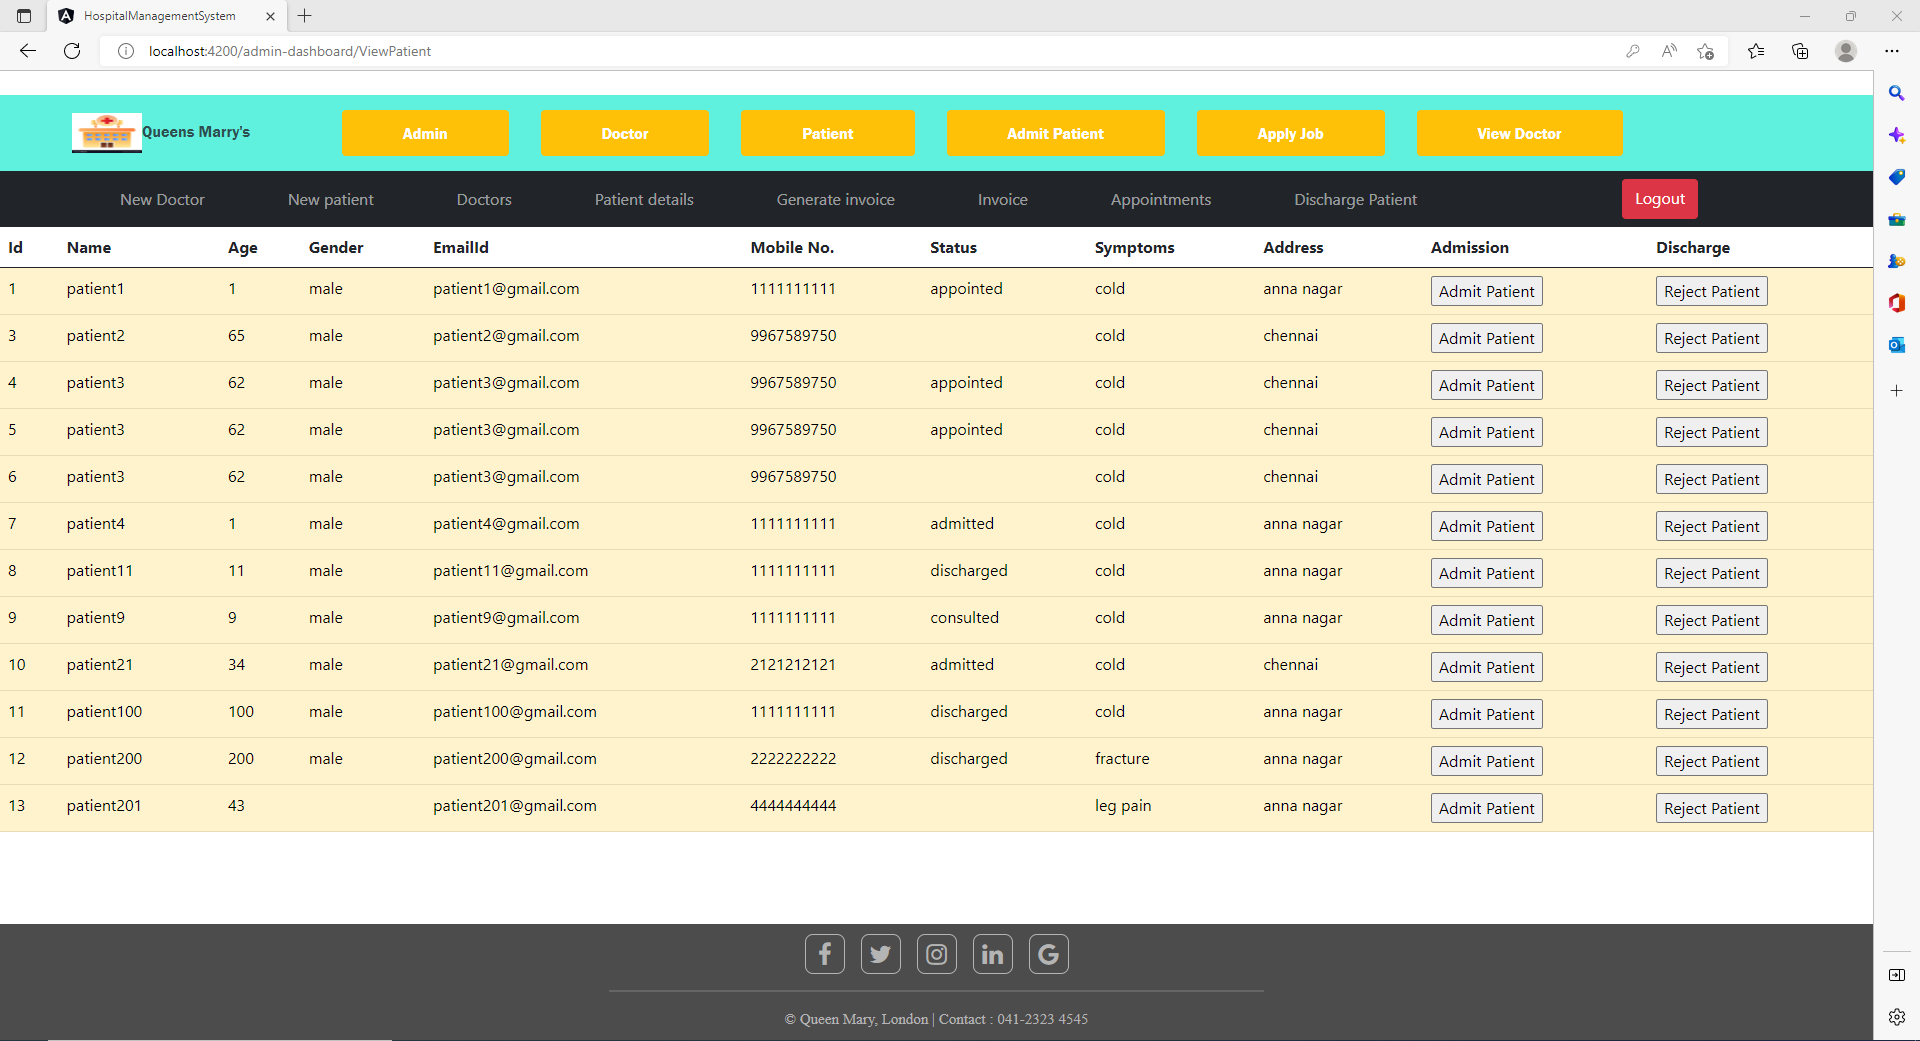 HospitalManagementSystem
localhost:4200/admin-dashboard/ViewPatient
Queens Marry's Admin Doctor Patient Admit Patient Apply Job View Doctor
New Doctor New patient Doctors Patient details Generate invoice Invoice Appointments Discharge Patient Logout
Id Name Age Gender EmailId Mobile No. Status Symptoms Address Admission Discharge
1 patient1 1 male patient1@gmail.com 1111111111 appointed cold anna nagar Admit Patient Reject Patient
3 patient2 65 male patient2@gmail.com 9967589750 cold chennai Admit Patient Reject Patient
4 patient3 62 male patient3@gmail.com 9967589750 appointed cold chennai Admit Patient Reject Patient
5 patient3 62 male patient3@gmail.com 9967589750 appointed cold chennai Admit Patient Reject Patient
6 patient3 62 male patient3@gmail.com 9967589750 cold chennai Admit Patient Reject Patient
7 patient4 1 male patient4@gmail.com 1111111111 admitted cold anna nagar Admit Patient Reject Patient
8 patient11 11 male patient11@gmail.com 1111111111 discharged cold anna nagar Admit Patient Reject Patient
9 patient9 9 male patient9@gmail.com 1111111111 consulted cold anna nagar Admit Patient Reject Patient
10 patient21 34 male patient21@gmail.com 2121212121 admitted cold chennai Admit Patient Reject Patient
11 patient100 100 male patient100@gmail.com 1111111111 discharged cold anna nagar Admit Patient Reject Patient
12 patient200 200 male patient200@gmail.com 2222222222 discharged fracture anna nagar Admit Patient Reject Patient
13 patient201 43 patient201@gmail.com 4444444444 leg pain anna nagar Admit Patient Reject Patient
© Queen Mary, London | Contact : 041-2323 4545